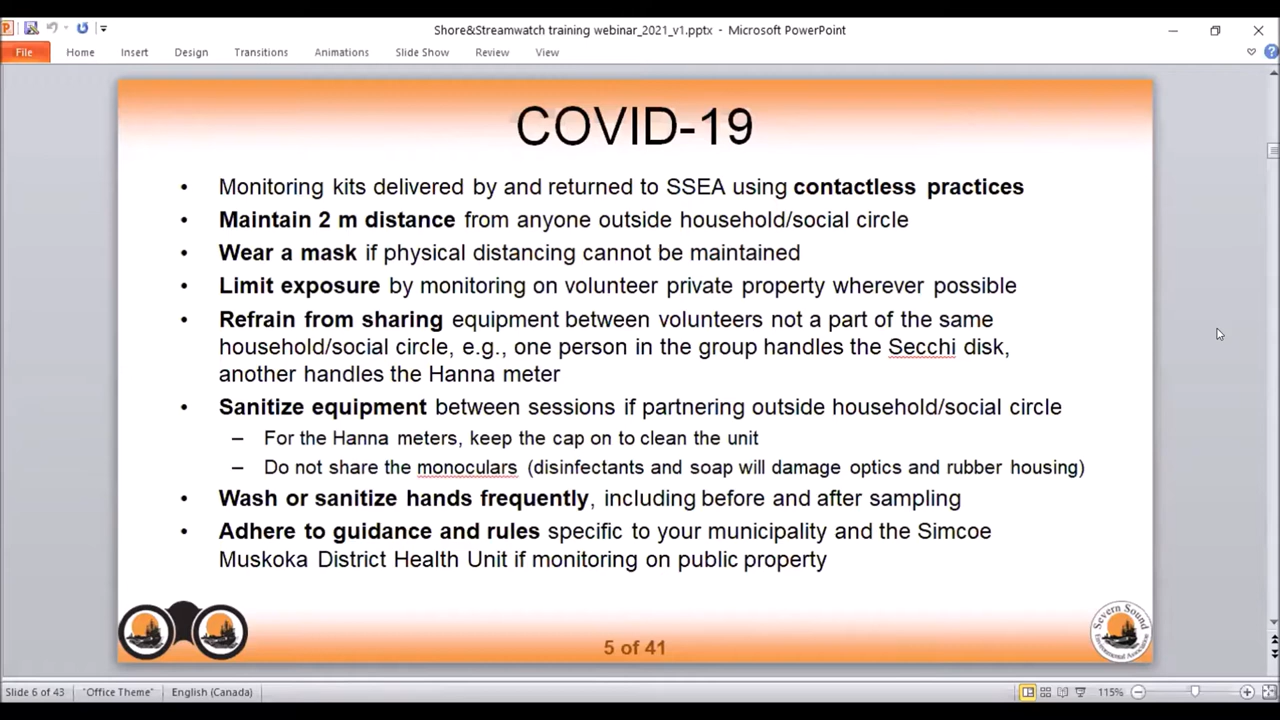 Shore&Streamwatch training webinar_2021_v1.pptx - Microsoft PowerPoint
File Home Insert Design Transitions Animations Slide Show Review View
COVID-19
• Monitoring kits delivered by and returned to SSEA using contactless practices
• Maintain 2 m distance from anyone outside household/social circle
• Wear a mask if physical distancing cannot be maintained
• Limit exposure by monitoring on volunteer private property wherever possible
• Refrain from sharing equipment between volunteers not a part of the same
household/social circle, e.g., one person in the group handles the Secchi disk,
another handles the Hanna meter
• Sanitize equipment between sessions if partnering outside household/social circle
– For the Hanna meters, keep the cap on to clean the unit
– Do not share the monoculars (disinfectants and soap will damage optics and rubber housing)
• Wash or sanitize hands frequently, including before and after sampling
• Adhere to guidance and rules specific to your municipality and the Simcoe
Muskoka District Health Unit if monitoring on public property
5 of 41
Severn Sound
Environmental Association
Slide 6 of 43 "Office Theme" English (Canada) 115%